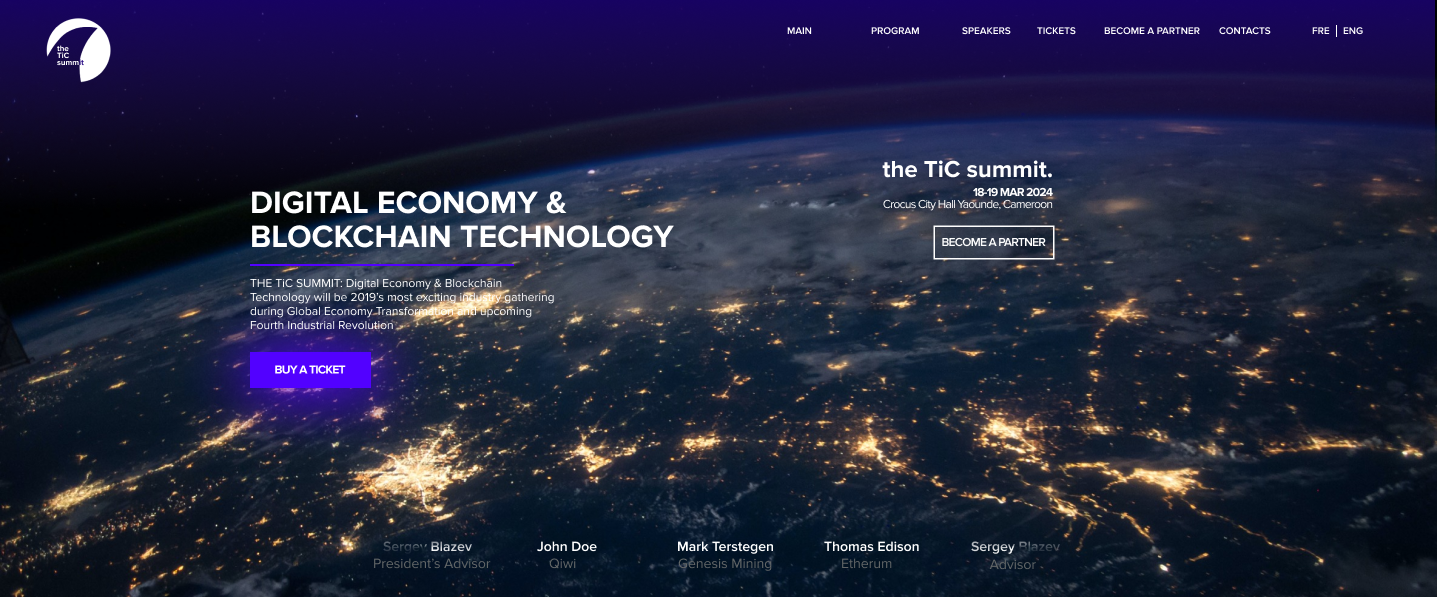 the
TiC
summit
MAIN PROGRAM SPEAKERS TICKETS BECOME A PARTNER CONTACTS FRE | ENG
the TiC summit.
18-19 MAR 2024
Crocus City Hall Yaounde, Cameroon
BECOME A PARTNER
DIGITAL ECONOMY &
BLOCKCHAIN TECHNOLOGY
THE TiC SUMMIT: Digital Economy & Blockchain
Technology will be 2019's most exciting industry gathering
during Global Economy Transformation and upcoming
Fourth Industrial Revolution
BUY A TICKET
Sergey Blazev John Doe Mark Terstegen Thomas Edison Sergey Blazev
President's Advisor Qiwi Genesis Mining Etherum Advisor